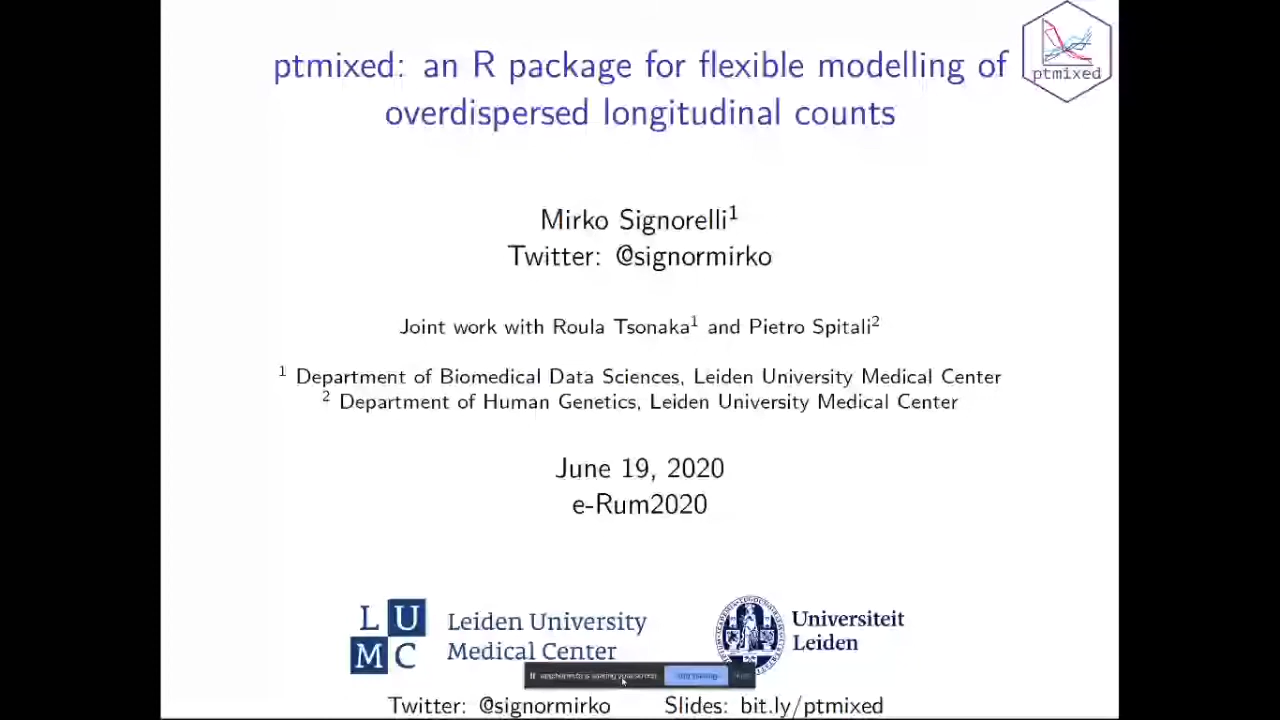 ptmixed: an R package for flexible modelling of
overdispersed longitudinal counts
ptmixed
Mirko Signorelli1
Twitter: @signormirko
Joint work with Roula Tsonaka1 and Pietro Spitali2
1 Department of Biomedical Data Sciences, Leiden University Medical Center
2 Department of Human Genetics, Leiden University Medical Center
June 19, 2020
e-Rum2020
L U
M C
Leiden University
Medical Center
Universiteit
Leiden
Twitter: @signormirko Slides: bit.ly/ptmixed